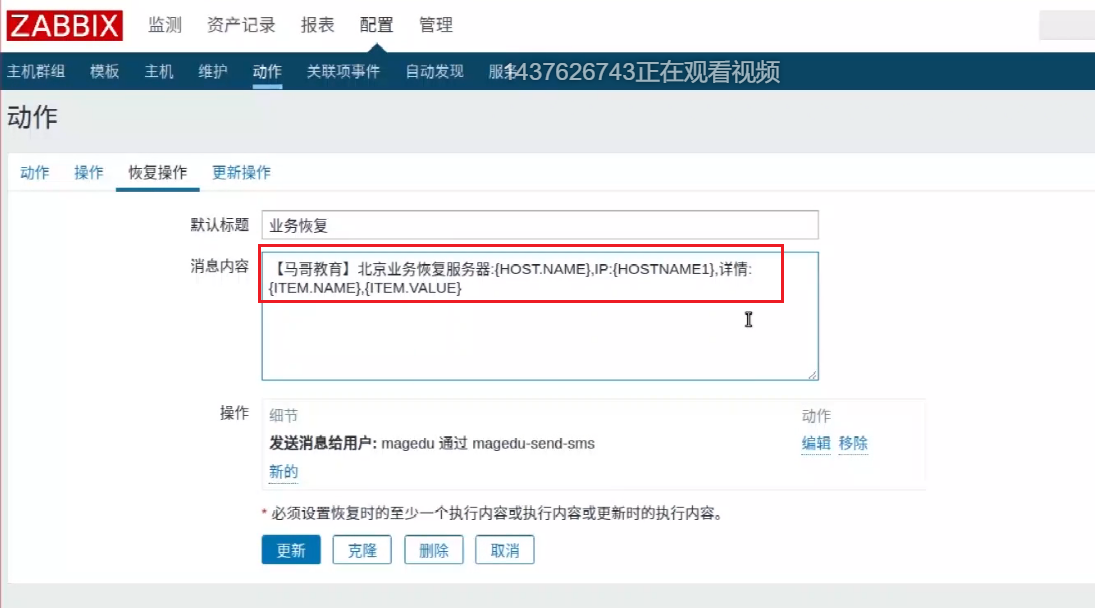 ZABBIX 监测 资产记录 报表 配置 管理
主机群组 模板 主机 维护 动作 关联项事件 自动发现 服务
1437626743正在观看视频
动作
动作 操作 恢复操作 更新操作
默认标题 业务恢复
消息内容 【马哥教育】北京业务恢复服务器:{HOST.NAME},IP:{HOSTNAME1},详情:
{ITEM.NAME},{ITEM.VALUE}
操作 细节 动作
发送消息给用户: magedu 通过 magedu-send-sms 编辑 移除
新的
* 必须设置恢复时的至少一个执行内容或执行内容或更新时的执行内容。
更新 克隆 删除 取消